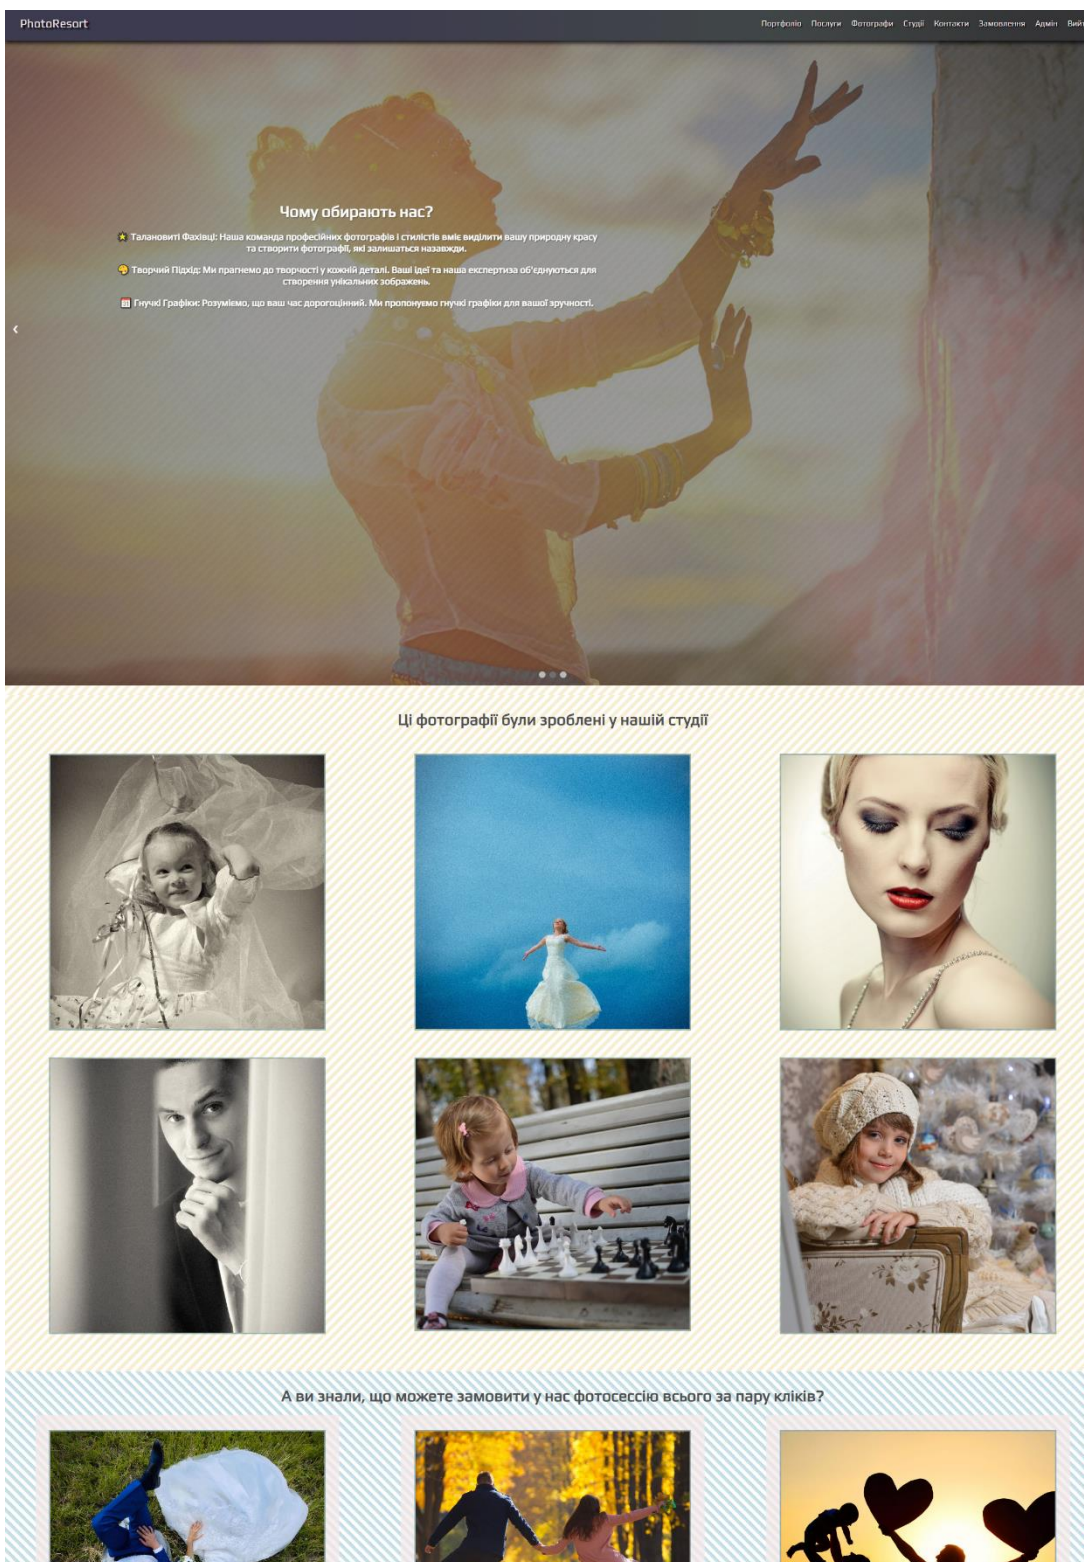 PhotoResort
Портфоліо Послуги Фотографи Студії Контакти Замовлення Адмін
Чому обирають нас?
Талановиті Фахівці: Наша команда професійних фотографів і стилістів вміє виділити вашу природну красу
та створити фотографії, які залишаться назавжди.
Творчий Підхід: Ми прагнемо до творчості у кожній деталі. Ваші ідеї та наша експертиза об'єднуються для
створення унікальних зображень.
Гнучкі Графіки: Розуміємо, що ваш час дорогоцінний. Ми пропонуємо гнучкі графіки для вашої зручності.
Ці фотографії були зроблені у нашій студії
А ви знали, що можете замовити у нас фотосессію всього за пару кліків?